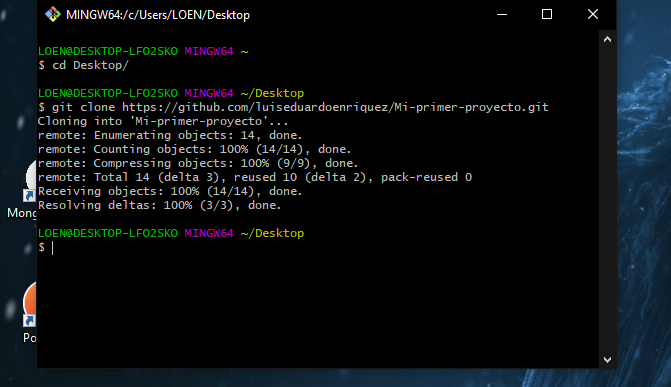 MINGW64:/c/Users/LOEN/Desktop
LOEN@DESKTOP-LFO2SKO MINGW64 ~
$ cd Desktop/
LOEN@DESKTOP-LFO2SKO MINGW64 ~/Desktop
$ git clone https://github.com/luiseduardoenriquez/Mi-primer-proyecto.git
Cloning into 'Mi-primer-proyecto'...
remote: Enumerating objects: 14, done.
remote: Counting objects: 100% (14/14), done.
remote: Compressing objects: 100% (9/9), done.
remote: Total 14 (delta 3), reused 10 (delta 2), pack-reused 0
Receiving objects: 100% (14/14), done.
Resolving deltas: 100% (3/3), done.
LOEN@DESKTOP-LFO2SKO MINGW64 ~/Desktop
$
Mong
Po